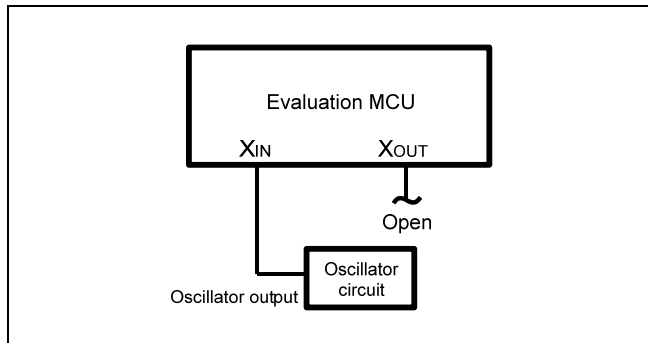 Evaluation MCU
XIN XOUT
Open
Oscillator output
Oscillator
circuit